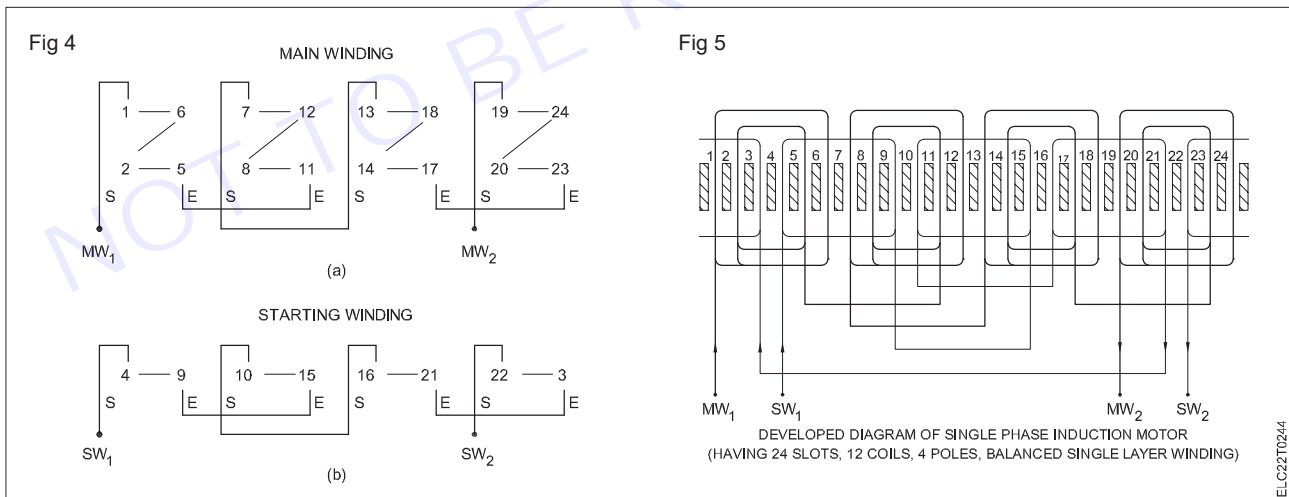 NOT TO BE R
Fig 4
MAIN WINDING
1 6 7 12 13 18 19 24
2 5 8 11 14 17 20 23
S E S E S E S E
MW1 MW2
(a)
STARTING WINDING
4 9 10 15 16 21 22 3
S E S E S E S E
SW1 SW2
(b)
Fig 5
1 2 3 4 5 6 7 8 9 10 11 12 13 14 15 16 17 18 19 20 21 22 23 24
MW1 SW1 MW2 SW2
DEVELOPED DIAGRAM OF SINGLE PHASE INDUCTION MOTOR
(HAVING 24 SLOTS, 12 COILS, 4 POLES, BALANCED SINGLE LAYER WINDING)
ELC22T0244